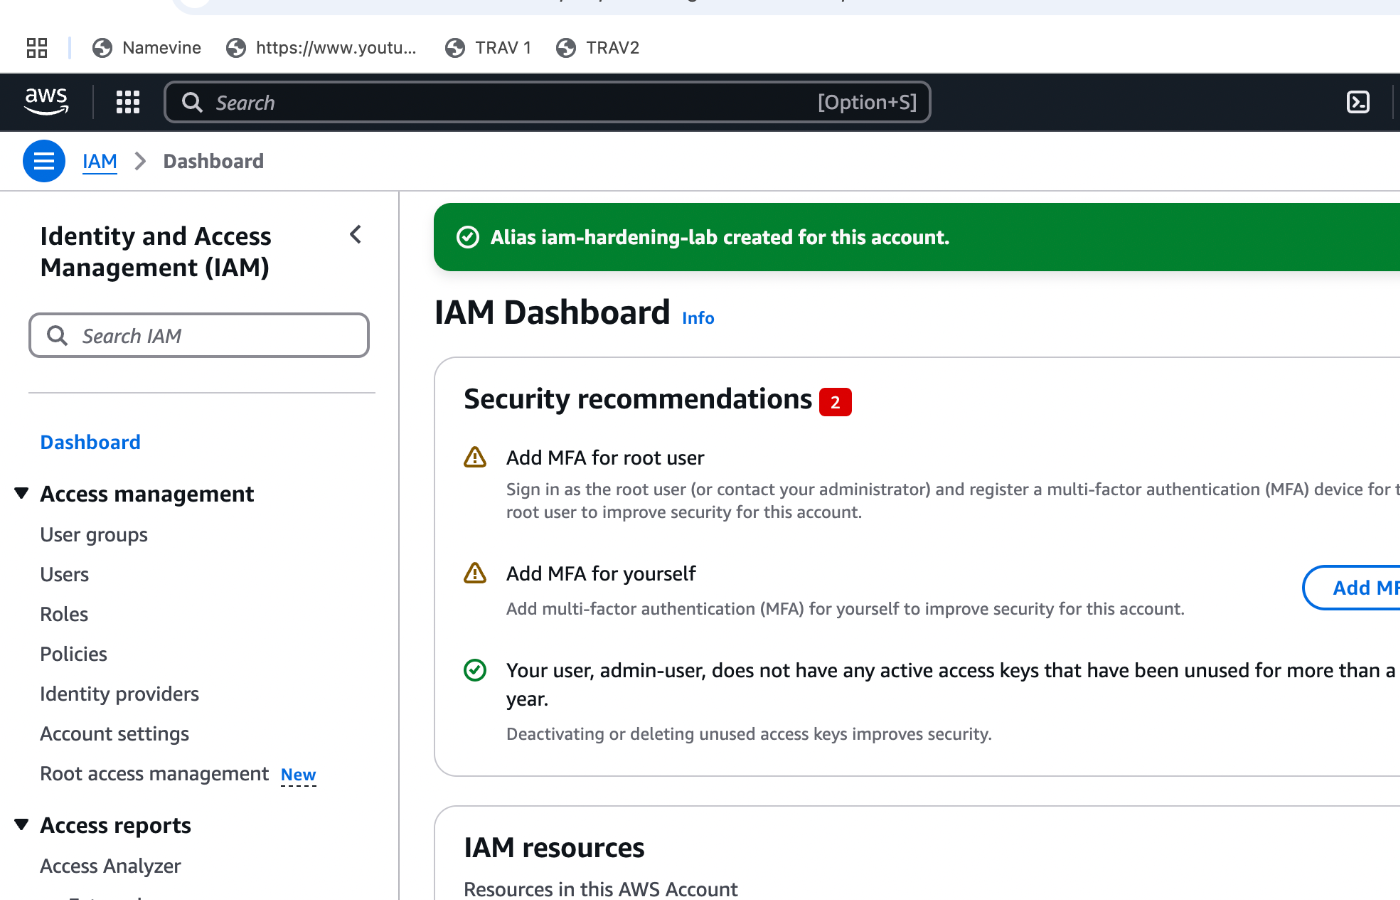 Namevine
https://www.youtu...
TRAV 1
TRAV2
aws
Search
[Option+S]
IAM
Dashboard
Identity and Access
Management (IAM)
Search IAM
Dashboard
Access management
User groups
Users
Roles
Policies
Identity providers
Account settings
Root access management New
Access reports
Access Analyzer
Alias iam-hardening-lab created for this account.
IAM Dashboard Info
Security recommendations 2
Add MFA for root user
Sign in as the root user (or contact your administrator) and register a multi-factor authentication (MFA) device for
root user to improve security for this account.
Add MFA for yourself
Add multi-factor authentication (MFA) for yourself to improve security for this account.
Add
Your user, admin-user, does not have any active access keys that have been unused for more than a
year.
Deactivating or deleting unused access keys improves security.
IAM resources
Resources in this AWS Account